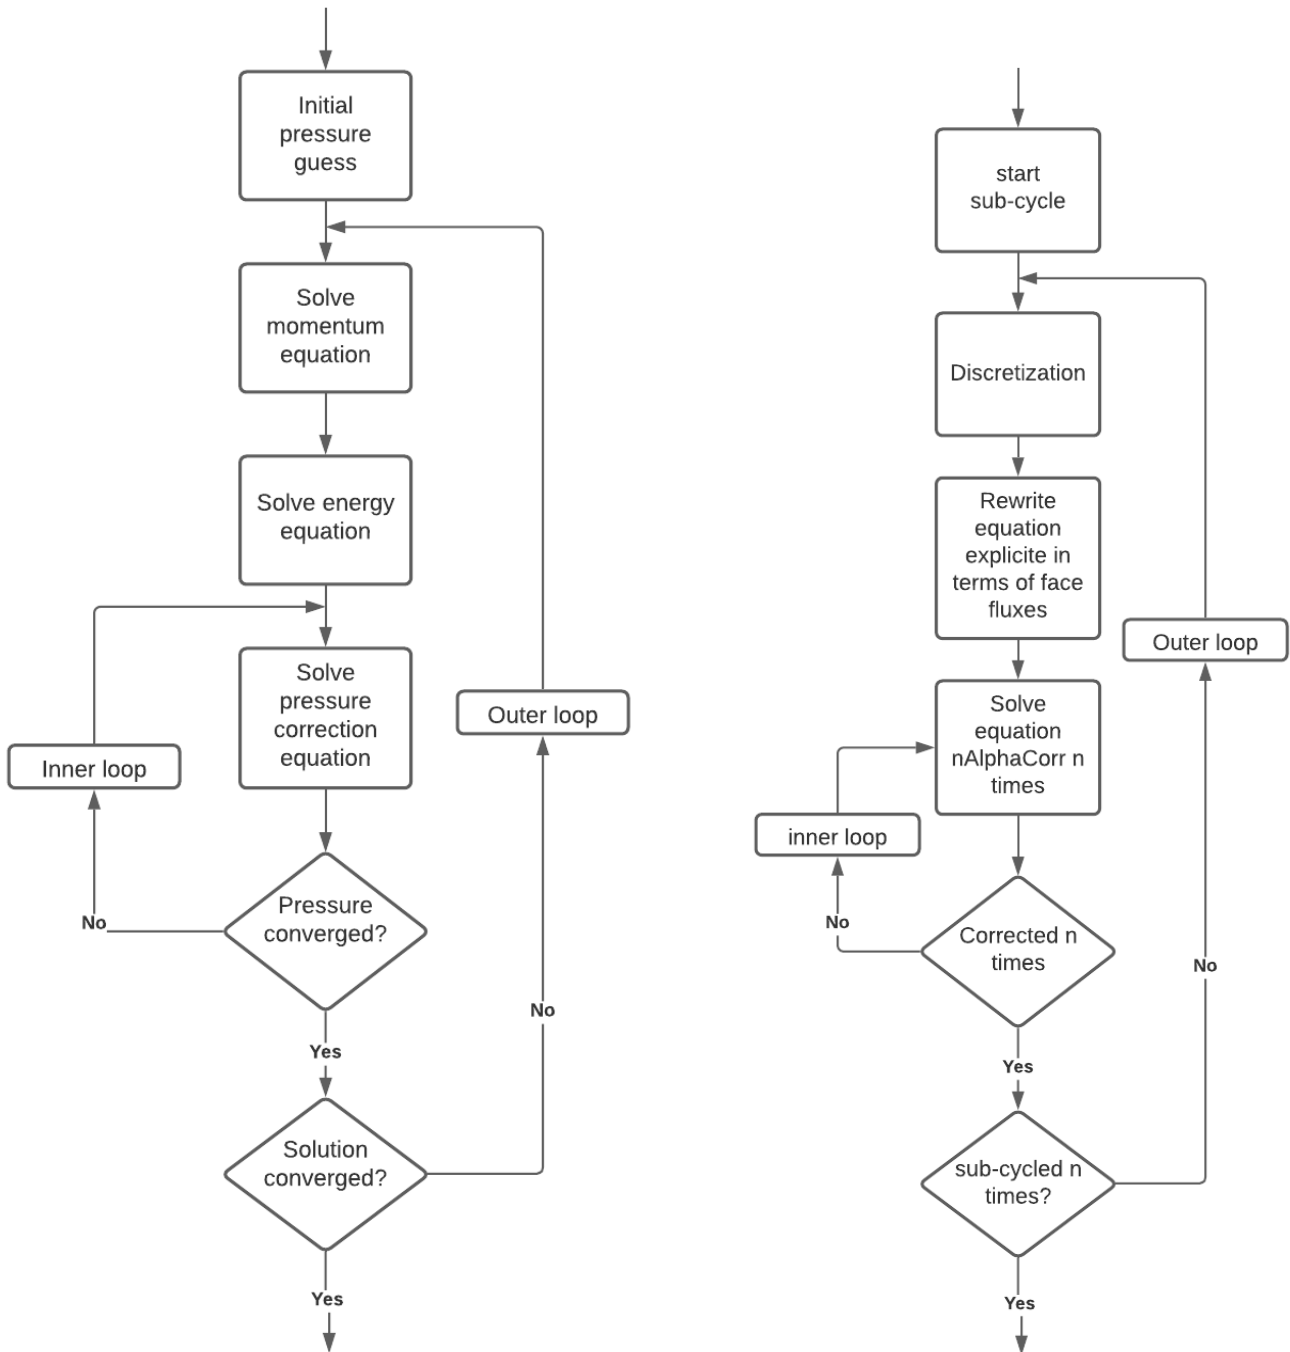 Initial
pressure
guess
Solve
momentum
equation
Solve energy
equation
Solve
pressure
correction
equation
Inner loop
Outer loop
Pressure
converged?
No
Yes
No
Solution
converged?
Yes
start
sub-cycle
Discretization
Rewrite
equation
explicite in
terms of face
fluxes
Solve
equation
nAlphaCorr n
times
inner loop
Outer loop
No
Corrected n
times
No
Yes
sub-cycled n
times?
Yes